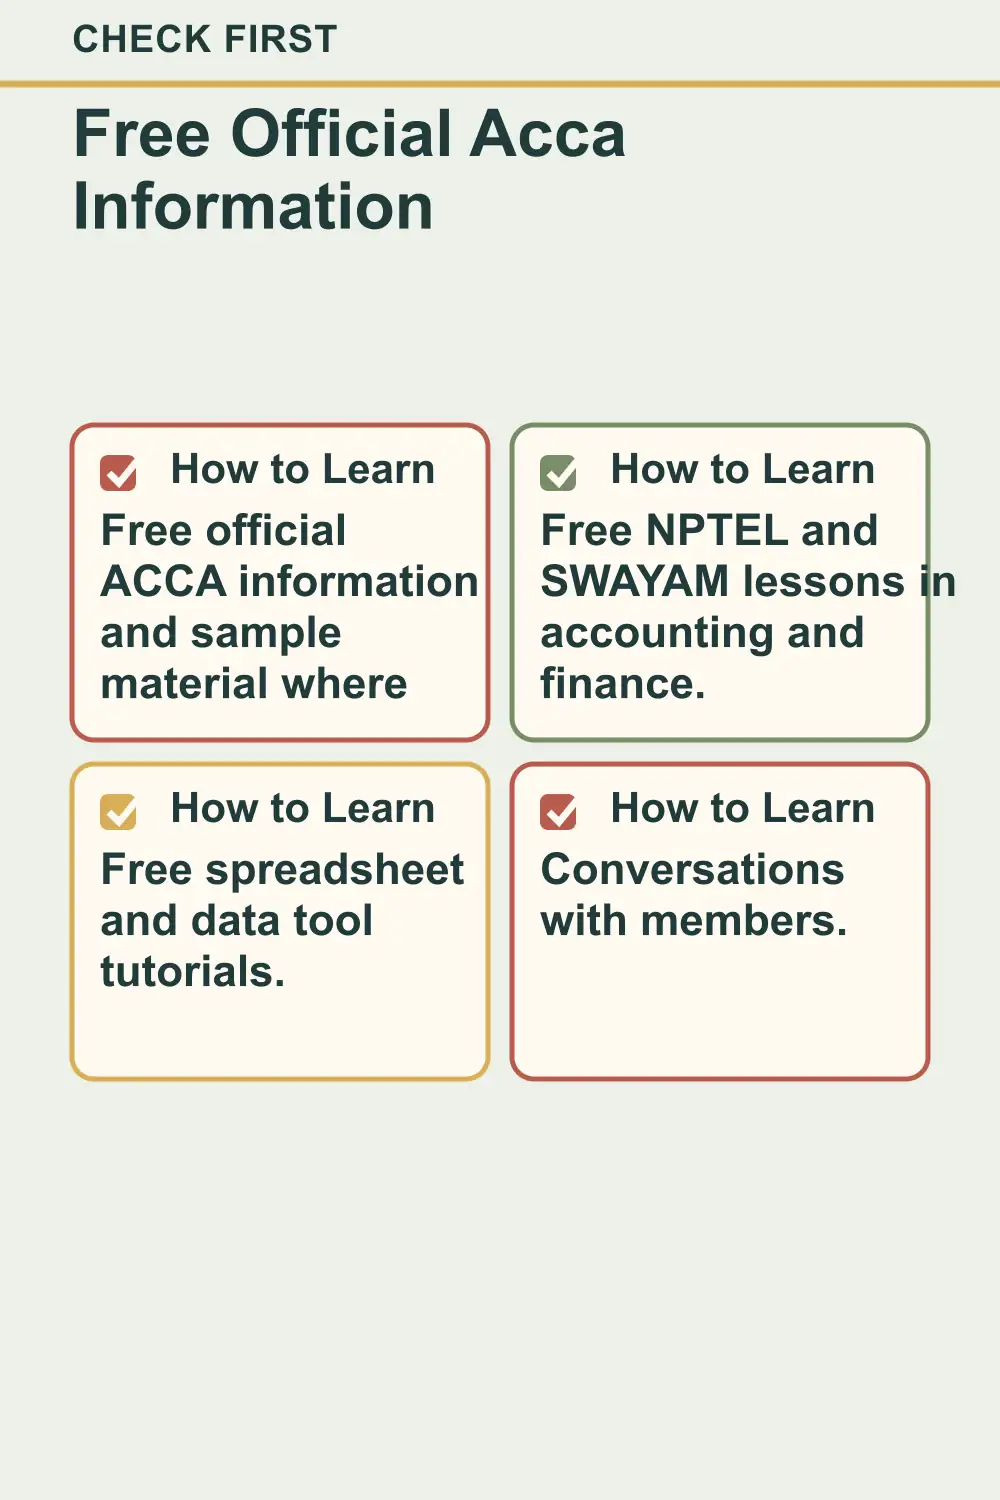 CHECK FIRST
Free Official Acca
Information
How to Learn
Free official
ACCA information
and sample
material where
How to Learn
Free NPTEL and
SWAYAM lessons in
accounting and
finance.
How to Learn
Free spreadsheet
and data tool
tutorials.
How to Learn
Conversations
with members.